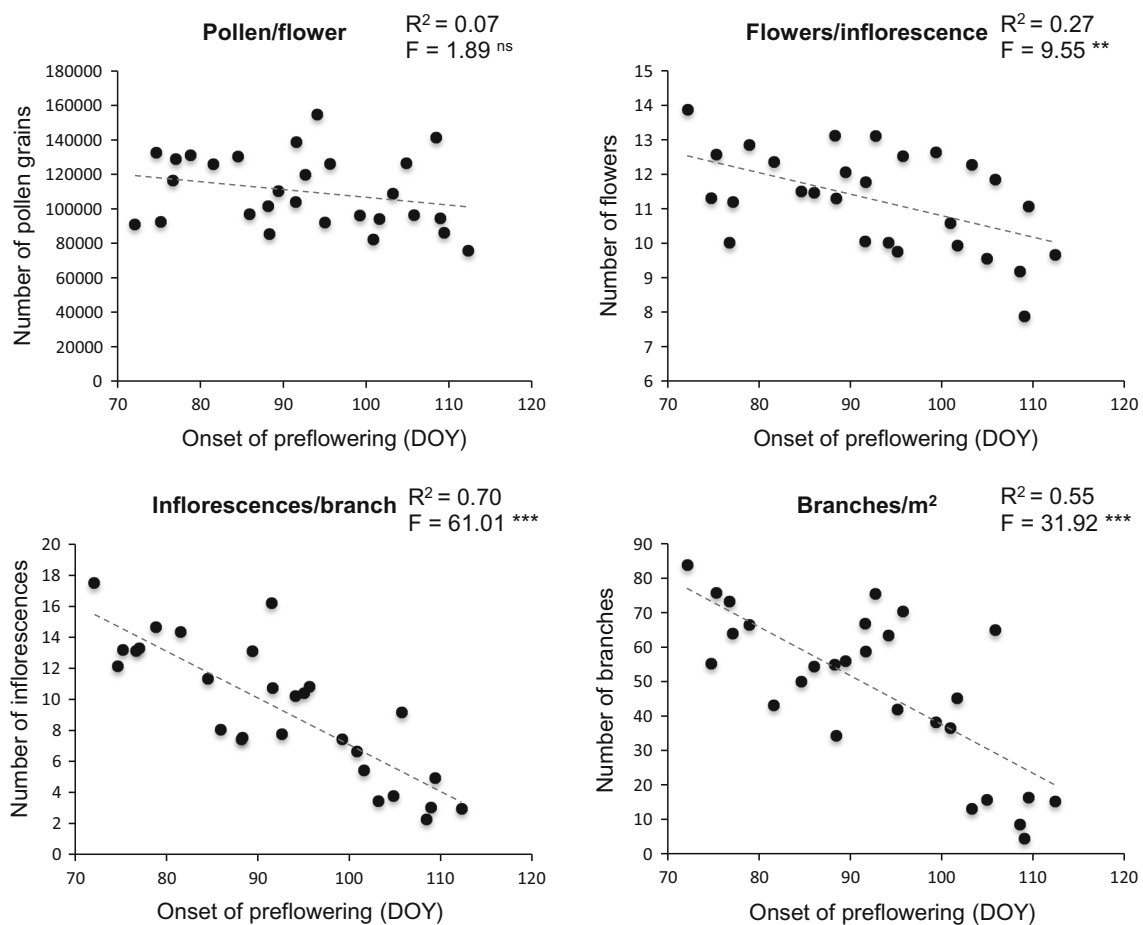 Pollen/flower
R² = 0.07
F = 1.89 ns
Number of pollen grains
180000
160000
140000
120000
100000
80000
60000
40000
20000
0
70 80 90 100 110 120
Onset of preflowering (DOY)
Flowers/inflorescence
R² = 0.27
F = 9.55 **
Number of flowers
15
14
13
12
11
10
9
8
7
6
70 80 90 100 110 120
Onset of preflowering (DOY)
Inflorescences/branch
R² = 0.70
F = 61.01 ***
Number of inflorescences
20
18
16
14
12
10
8
6
4
2
0
70 80 90 100 110 120
Onset of preflowering (DOY)
Branches/m²
R² = 0.55
F = 31.92 ***
Number of branches
90
80
70
60
50
40
30
20
10
0
70 80 90 100 110 120
Onset of preflowering (DOY)